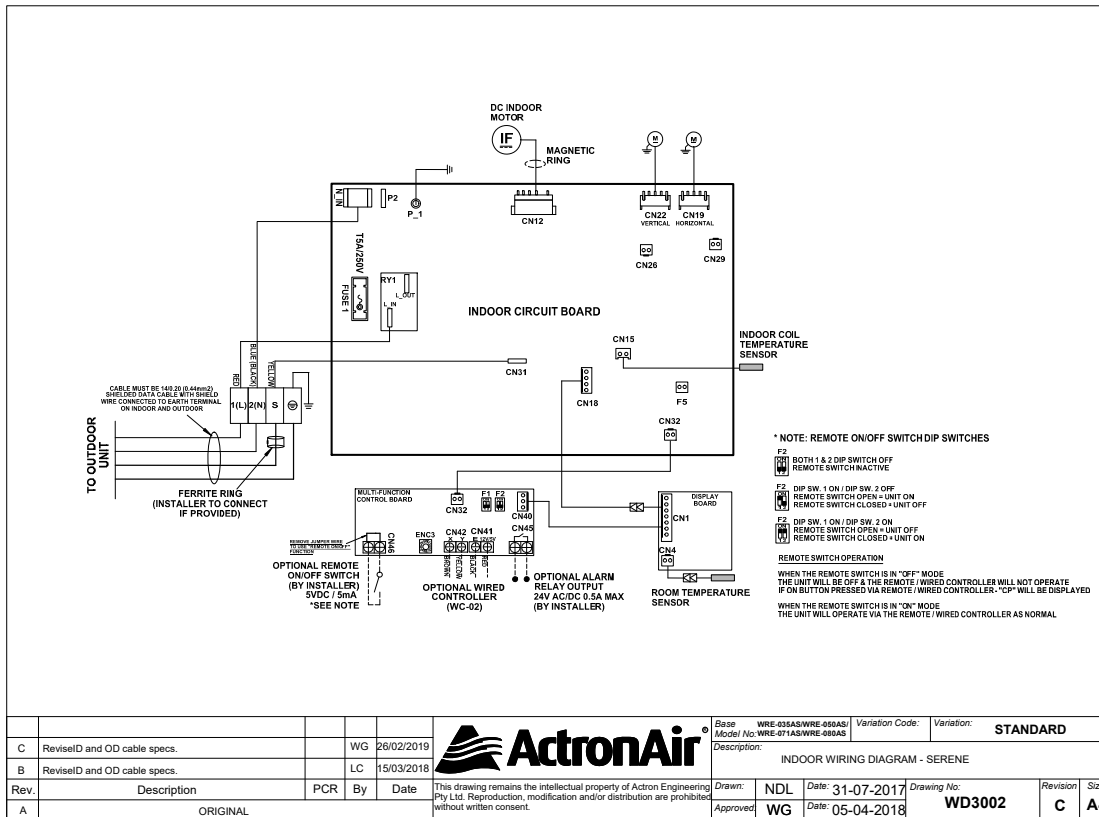 DC INDOOR
MOTOR
IF
MAGNETIC
RING
M
M
N_IN
P2
P_1
CN12
CN22
VERTICAL
CN19
HORIZONTAL
CN26
CN29
T5A/250V
FUSE 1
RY1
L_OUT
L_IN
INDOOR CIRCUIT BOARD
CN15
INDOOR COIL
TEMPERATURE
SENSDR
CN31
CN18
F5
CN32
RED
BLUE (BLACK)
YELLOW
CABLE MUST BE 14/0.20 (0.44mm2)
SHIELDED DATA CABLE WITH SHIELD
WIRE CONNECTED TO EARTH TERMINAL
ON INDOOR AND OUTDOOR
1(L)
2(N)
S
TO OUTDOOR
UNIT
FERRITE RING
(INSTALLER TO CONNECT
IF PROVIDED)
MULTI-FUNCTION
CONTROL BOARD
CN32
F1
F2
CN40
REMOVE JUMPER WIRE
TO USE "REMOTE ON/OFF"
FUNCTION
CN46
ENC3
CN42
CN41
CN45
X
Y
E
12V/5V
BROWN
YELLOW
BLACK
RED
OPTIONAL REMOTE
ON/OFF SWITCH
(BY INSTALLER)
5VDC / 5mA
*SEE NOTE
OPTIONAL WIRED
CONTROLLER
(WC-02)
OPTIONAL ALARM
RELAY OUTPUT
24V AC/DC 0.5A MAX
(BY INSTALLER)
DISPLAY
BOARD
CN1
CN4
ROOM TEMPERATURE
SENSDR
* NOTE: REMOTE ON/OFF SWITCH DIP SWITCHES
F2
BOTH 1 & 2 DIP SWITCH OFF
REMOTE SWITCH INACTIVE
F2
DIP SW. 1 ON / DIP SW. 2 OFF
REMOTE SWITCH OPEN = UNIT ON
REMOTE SWITCH CLOSED = UNIT OFF
F2
DIP SW. 1 ON / DIP SW. 2 ON
REMOTE SWITCH OPEN = UNIT OFF
REMOTE SWITCH CLOSED = UNIT ON
REMOTE SWITCH OPERATION
WHEN THE REMOTE SWITCH IS IN "OFF" MODE
THE UNIT WILL BE OFF & THE REMOTE / WIRED CONTROLLER WILL NOT OPERATE
IF ON BUTTON PRESSED VIA REMOTE / WIRED CONTROLLER - "CP" WILL BE DISPLAYED
WHEN THE REMOTE SWITCH IS IN "ON" MODE
THE UNIT WILL OPERATE VIA THE REMOTE / WIRED CONTROLLER AS NORMAL
C ReviseID and OD cable specs. WG 26/02/2019
B ReviseID and OD cable specs. LC 15/03/2018
Rev. Description PCR By Date
A ORIGINAL
ActronAir®
This drawing remains the intellectual property of Actron Engineering
Pty Ltd. Reproduction, modification and/or distribution are prohibited
without written consent.
Base Model No: WRE-035AS/WRE-050AS/
WRE-071AS/WRE-080AS
Variation Code:
Variation: STANDARD
Description:
INDOOR WIRING DIAGRAM - SERENE
Drawn: NDL Date: 31-07-2017
Approved: WG Date: 05-04-2018
Drawing No:
WD3002
Revision
C